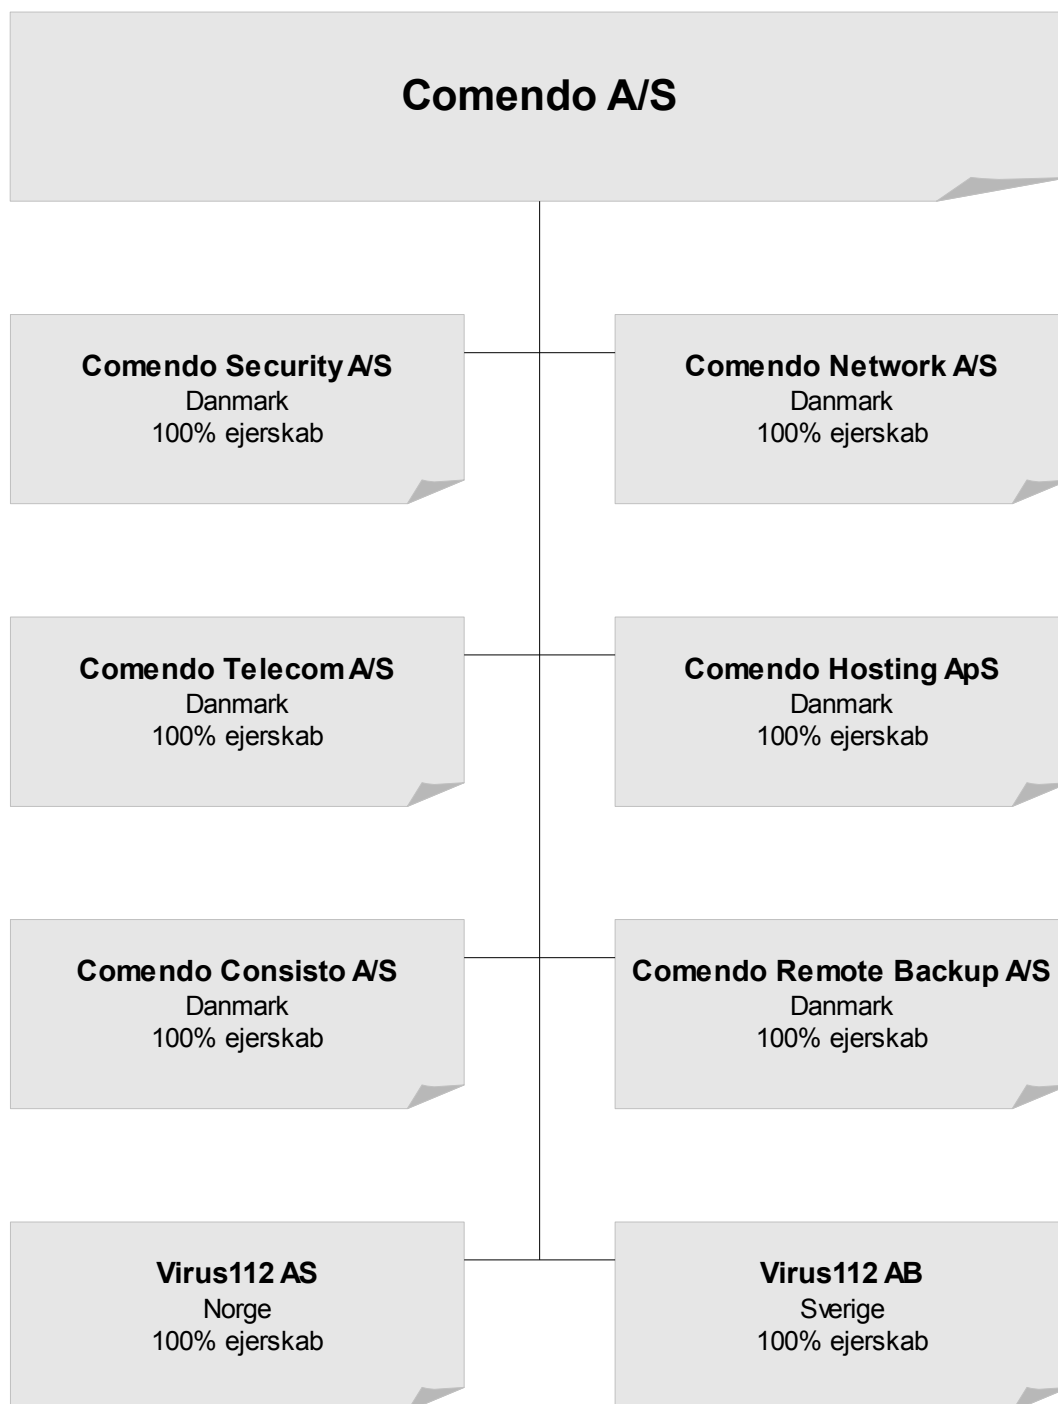 Comendo A/S
Comendo Security A/S
Danmark
100% ejerskab
Comendo Network A/S
Danmark
100% ejerskab
Comendo Telecom A/S
Danmark
100% ejerskab
Comendo Hosting ApS
Danmark
100% ejerskab
Comendo Consisto A/S
Danmark
100% ejerskab
Comendo Remote Backup A/S
Danmark
100% ejerskab
Virus112 AS
Norge
100% ejerskab
Virus112 AB
Sverige
100% ejerskab